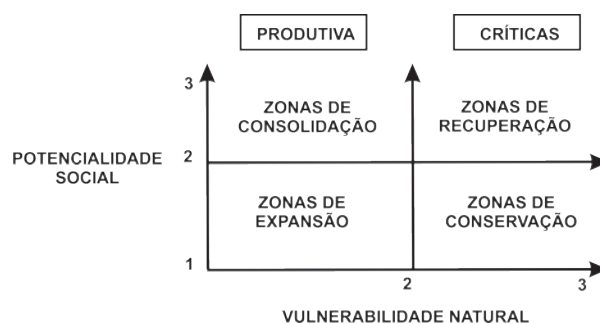 PRODUTIVA
CRÍTICAS
3
ZONAS DE
CONSOLIDAÇÃO
ZONAS DE
RECUPERAÇÃO
POTENCIALIDADE
SOCIAL
2
ZONAS DE
EXPANSÃO
ZONAS DE
CONSERVAÇÃO
1
2
3
VULNERABILIDADE NATURAL